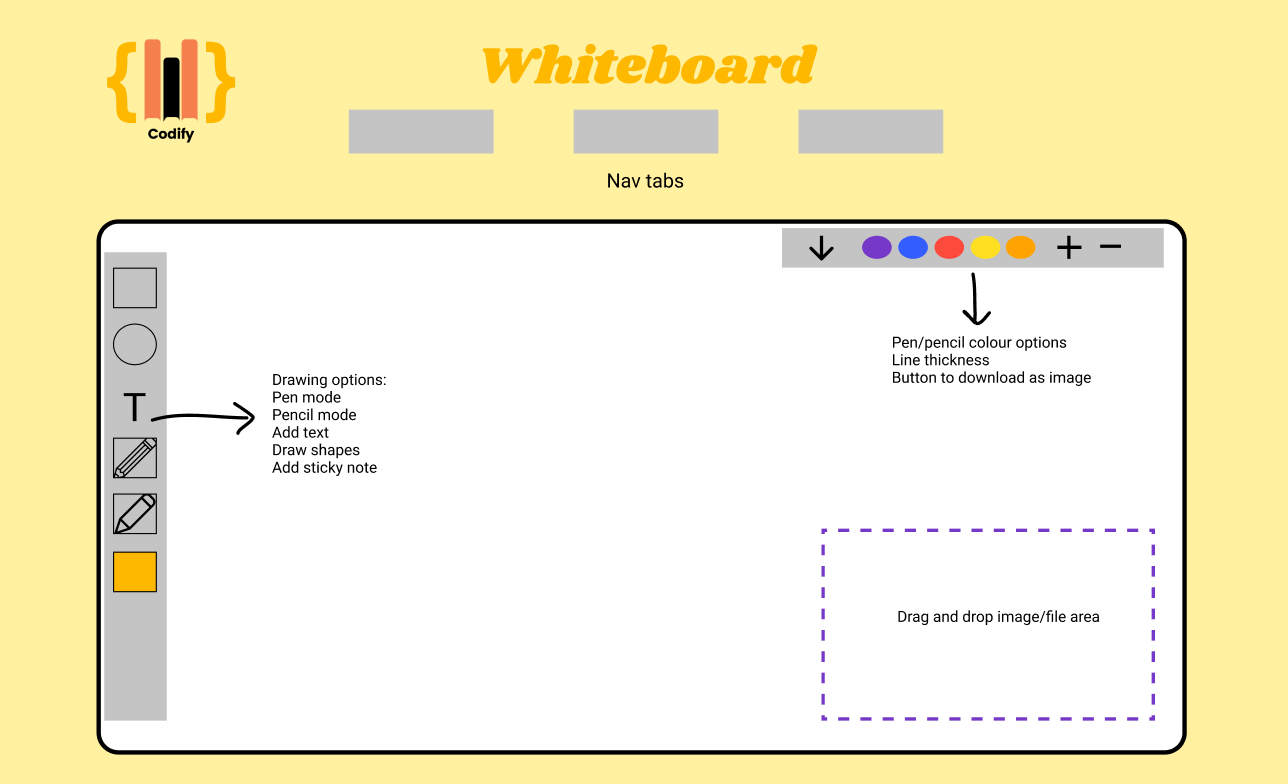 Whiteboard
Codify
Nav tabs
Pen/pencil colour options
Line thickness
Button to download as image
Drawing options:
Pen mode
Pencil mode
Add text
Draw shapes
Add sticky note
T
Drag and drop image/file area